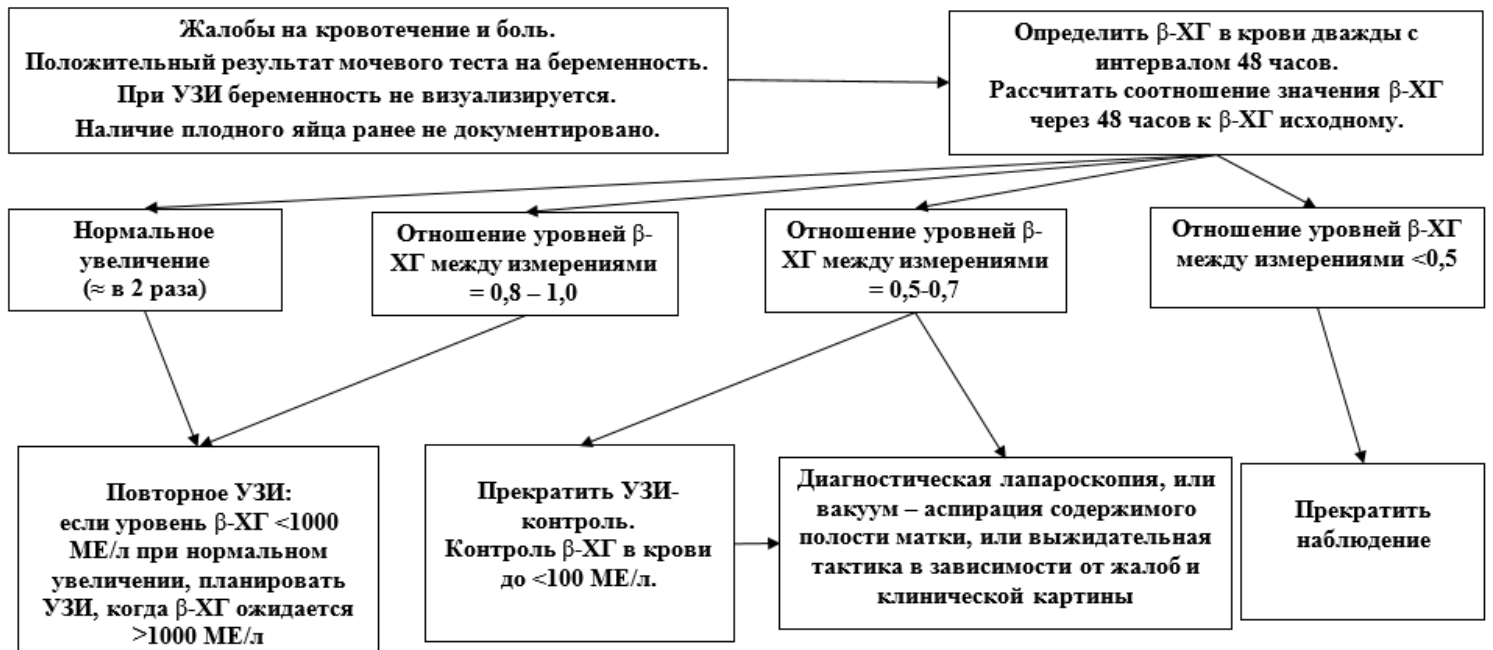 Жалобы на кровотечение и боль.
Положительный результат мочевого теста на беременность.
При УЗИ беременность не визуализируется.
Наличие плодного яйца ранее не документировано.
Определить β-ХГ в крови дважды с
интервалом 48 часов.
Рассчитать соотношение значения β-ХГ
через 48 часов к β-ХГ исходному.
Нормальное
увеличение
(≈ в 2 раза)
Отношение уровней β-
ХГ между измерениями
= 0,8 – 1,0
Отношение уровней β-
ХГ между измерениями
= 0,5-0,7
Отношение уровней β-ХГ
между измерениями <0,5
Повторное УЗИ:
если уровень β-ХГ <1000
МЕ/л при нормальном
увеличении, планировать
УЗИ, когда β-ХГ ожидается
>1000 МЕ/л
Прекратить УЗИ-
контроль.
Контроль β-ХГ в крови
до <100 МЕ/л.
Диагностическая лапароскопия, или
вакуум – аспирация содержимого
полости матки, или выжидательная
тактика в зависимости от жалоб и
клинической картины
Прекратить
наблюдение